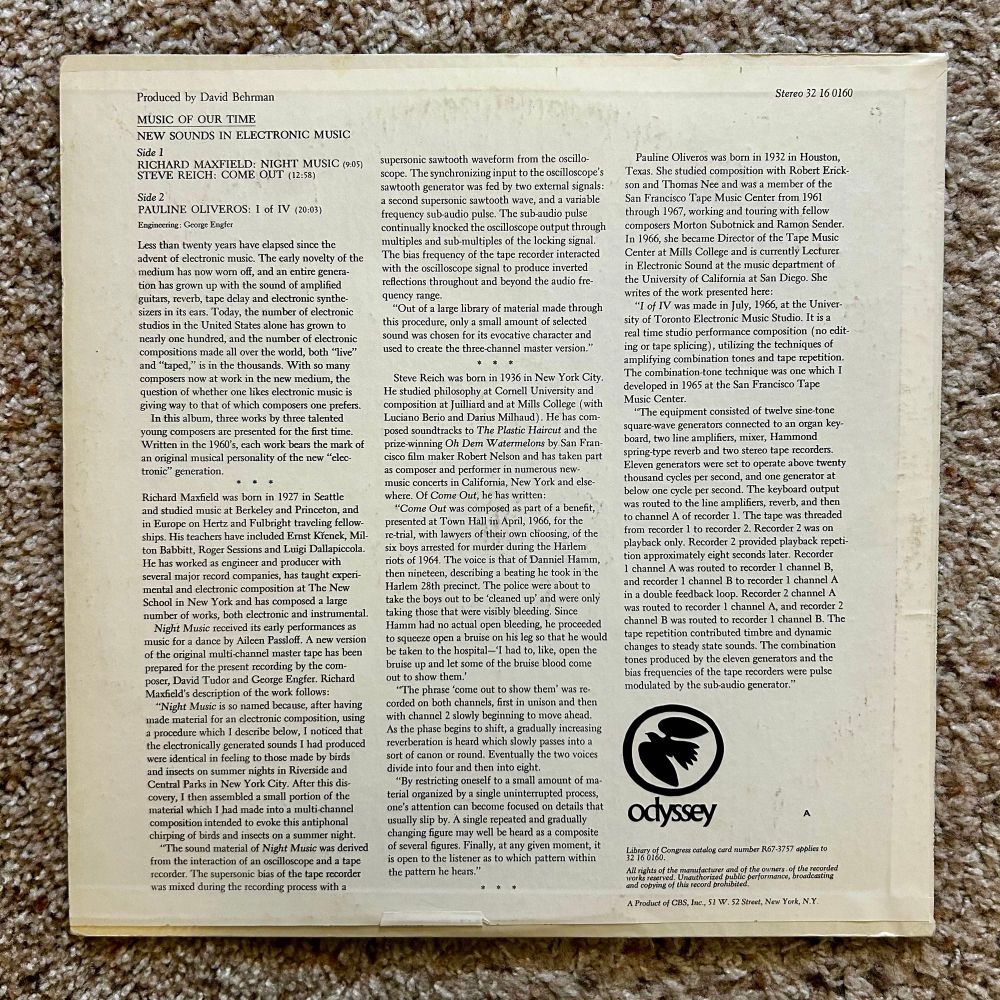 Produced by David Behrman
Stereo 32 16 0160
MUSIC OF OUR TIME
NEW SOUNDS IN ELECTRONIC MUSIC
Side 1
RICHARD MAXFIELD: NIGHT MUSIC (9:05)
STEVE REICH: COME OUT (12:58)
Side 2
PAULINE OLIVEROS: I of IV (20:03)
Engineering: George Engfer
Less than twenty years have elapsed since the
advent of electronic music. The early novelty of the
medium has now worn off, and an entire genera-
tion has grown up with the sound of amplified
guitars, reverb, tape delay and electronic synthe-
sizers in its ears. Today, the number of electronic
studios in the United States alone has grown to
nearly one hundred, and the number of electronic
compositions made all over the world, both "live"
and "taped," is in the thousands. With so many
composers now at work in the new medium, the
question of whether one likes electronic music is
giving way to that of which composers one prefers.
In this album, three works by three talented
young composers are presented for the first time.
Written in the 1960's, each work bears the mark of
an original musical personality of the new "elec-
tronic" generation.
* * *
Richard Maxfield was born in 1927 in Seattle
and studied music at Berkeley and Princeton, and
in Europe on Hertz and Fulbright traveling fellow-
ships. His teachers have included Ernst Křenek, Mil-
ton Babbitt, Roger Sessions and Luigi Dallapiccola.
He has worked as engineer and producer with
several major record companies, has taught experi-
mental and electronic composition at The New
School in New York and has composed a large
number of works, both electronic and instrumental.
Night Music received its early performances as
music for a dance by Aileen Passloff. A new version
of the original multi-channel master tape has been
prepared for the present recording by the com-
poser, David Tudor and George Engfer. Richard
Maxfield's description of the work follows:
"Night Music is so named because, after having
made material for an electronic composition, using
a procedure which I describe below, I noticed that
the electronically generated sounds I had produced
were identical in feeling to those made by birds
and insects on summer nights in Riverside and
Central Parks in New York City. After this dis-
covery, I then assembled a small portion of the
material which I had made into a multi-channel
composition intended to evoke this antiphonal
chirping of birds and insects on a summer night.
"The sound material of Night Music was derived
from the interaction of an oscilloscope and a tape
recorder. The supersonic bias of the tape recorder
was mixed during the recording process with a
supersonic sawtooth waveform from the oscillo-
scope. The synchronizing input to the oscilloscope's
sawtooth generator was fed by two external signals:
a second supersonic sawtooth wave, and a variable
frequency sub-audio pulse. The sub-audio pulse
continually knocked the oscilloscope output through
multiples and sub-multiples of the locking signal.
The bias frequency of the tape recorder interacted
with the oscilloscope signal to produce inverted
reflections throughout and beyond the audio fre-
quency range.
"Out of a large library of material made through
this procedure, only a small amount of selected
sound was chosen for its evocative character and
used to create the three-channel master version."
* * *
Steve Reich was born in 1936 in New York City.
He studied philosophy at Cornell University and
composition at Juilliard and at Mills College (with
Luciano Berio and Darius Milhaud). He has com-
posed soundtracks to The Plastic Haircut and the
prize-winning Oh Dem Watermelons by San Fran-
cisco film maker Robert Nelson and has taken part
as composer and performer in numerous new-
music concerts in California, New York and else-
where. Of Come Out, he has written:
"Come Out was composed as part of a benefit,
presented at Town Hall in April, 1966, for the
re-trial, with lawyers of their own choosing, of the
six boys arrested for murder during the Harlem
riots of 1964. The voice is that of Danniel Hamm,
then nineteen, describing a beating he took in the
Harlem 28th precinct. The police were about to
take the boys out to be 'cleaned up' and were only
taking those that were visibly bleeding. Since
Hamm had no actual open bleeding, he proceeded
to squeeze open a bruise on his leg so that he would
be taken to the hospital—'I had to, like, open the
bruise up and let some of the bruise blood come
out to show them.'
"The phrase 'come out to show them' was re-
corded on both channels, first in unison and then
with channel 2 slowly beginning to move ahead.
As the phase begins to shift, a gradually increasing
reverberation is heard which slowly passes into a
sort of canon or round. Eventually the two voices
divide into four and then into eight.
"By restricting oneself to a small amount of ma-
terial organized by a single uninterrupted process,
one's attention can become focused on details that
usually slip by. A single repeated and gradually
changing figure may well be heard as a composite
of several figures. Finally, at any given moment, it
is open to the listener as to which pattern within
the pattern he hears."
* * *
Pauline Oliveros was born in 1932 in Houston,
Texas. She studied composition with Robert Erick-
son and Thomas Nee and was a member of the
San Francisco Tape Music Center from 1961
through 1967, working and touring with fellow
composers Morton Subotnick and Ramon Sender.
In 1966, she became Director of the Tape Music
Center at Mills College and is currently Lecturer
in Electronic Sound at the music department of
the University of California at San Diego. She
writes of the work presented here:
"I of IV was made in July, 1966, at the Univer-
sity of Toronto Electronic Music Studio. It is a
real time studio performance composition (no edit-
ing or tape splicing), utilizing the techniques of
amplifying combination tones and tape repetition.
The combination-tone technique was one which I
developed in 1965 at the San Francisco Tape
Music Center.
"The equipment consisted of twelve sine-tone
square-wave generators connected to an organ key-
board, two line amplifiers, mixer, Hammond
spring-type reverb and two stereo tape recorders.
Eleven generators were set to operate above twenty
thousand cycles per second, and one generator at
below one cycle per second. The keyboard output
was routed to the line amplifiers, reverb, and then
to channel A of recorder 1. The tape was threaded
from recorder 1 to recorder 2. Recorder 2 was on
playback only. Recorder 2 provided playback repeti-
tion approximately eight seconds later. Recorder
1 channel A was routed to recorder 1 channel B,
and recorder 1 channel B to recorder 1 channel A
in a double feedback loop. Recorder 2 channel A
was routed to recorder 1 channel A, and recorder 2
channel B was routed to recorder 1 channel B. The
tape repetition contributed timbre and dynamic
changes to steady state sounds. The combination
tones produced by the eleven generators and the
bias frequencies of the tape recorders were pulse
modulated by the sub-audio generator."
odyssey
A
Library of Congress catalog card number R67-3757 applies to
32 16 0160.
All rights of the manufacturer and of the owners of the recorded
works reserved. Unauthorized public performance, broadcasting
and copying of this record prohibited.
A Product of CBS, Inc., 51 W. 52 Street, New York, N.Y.